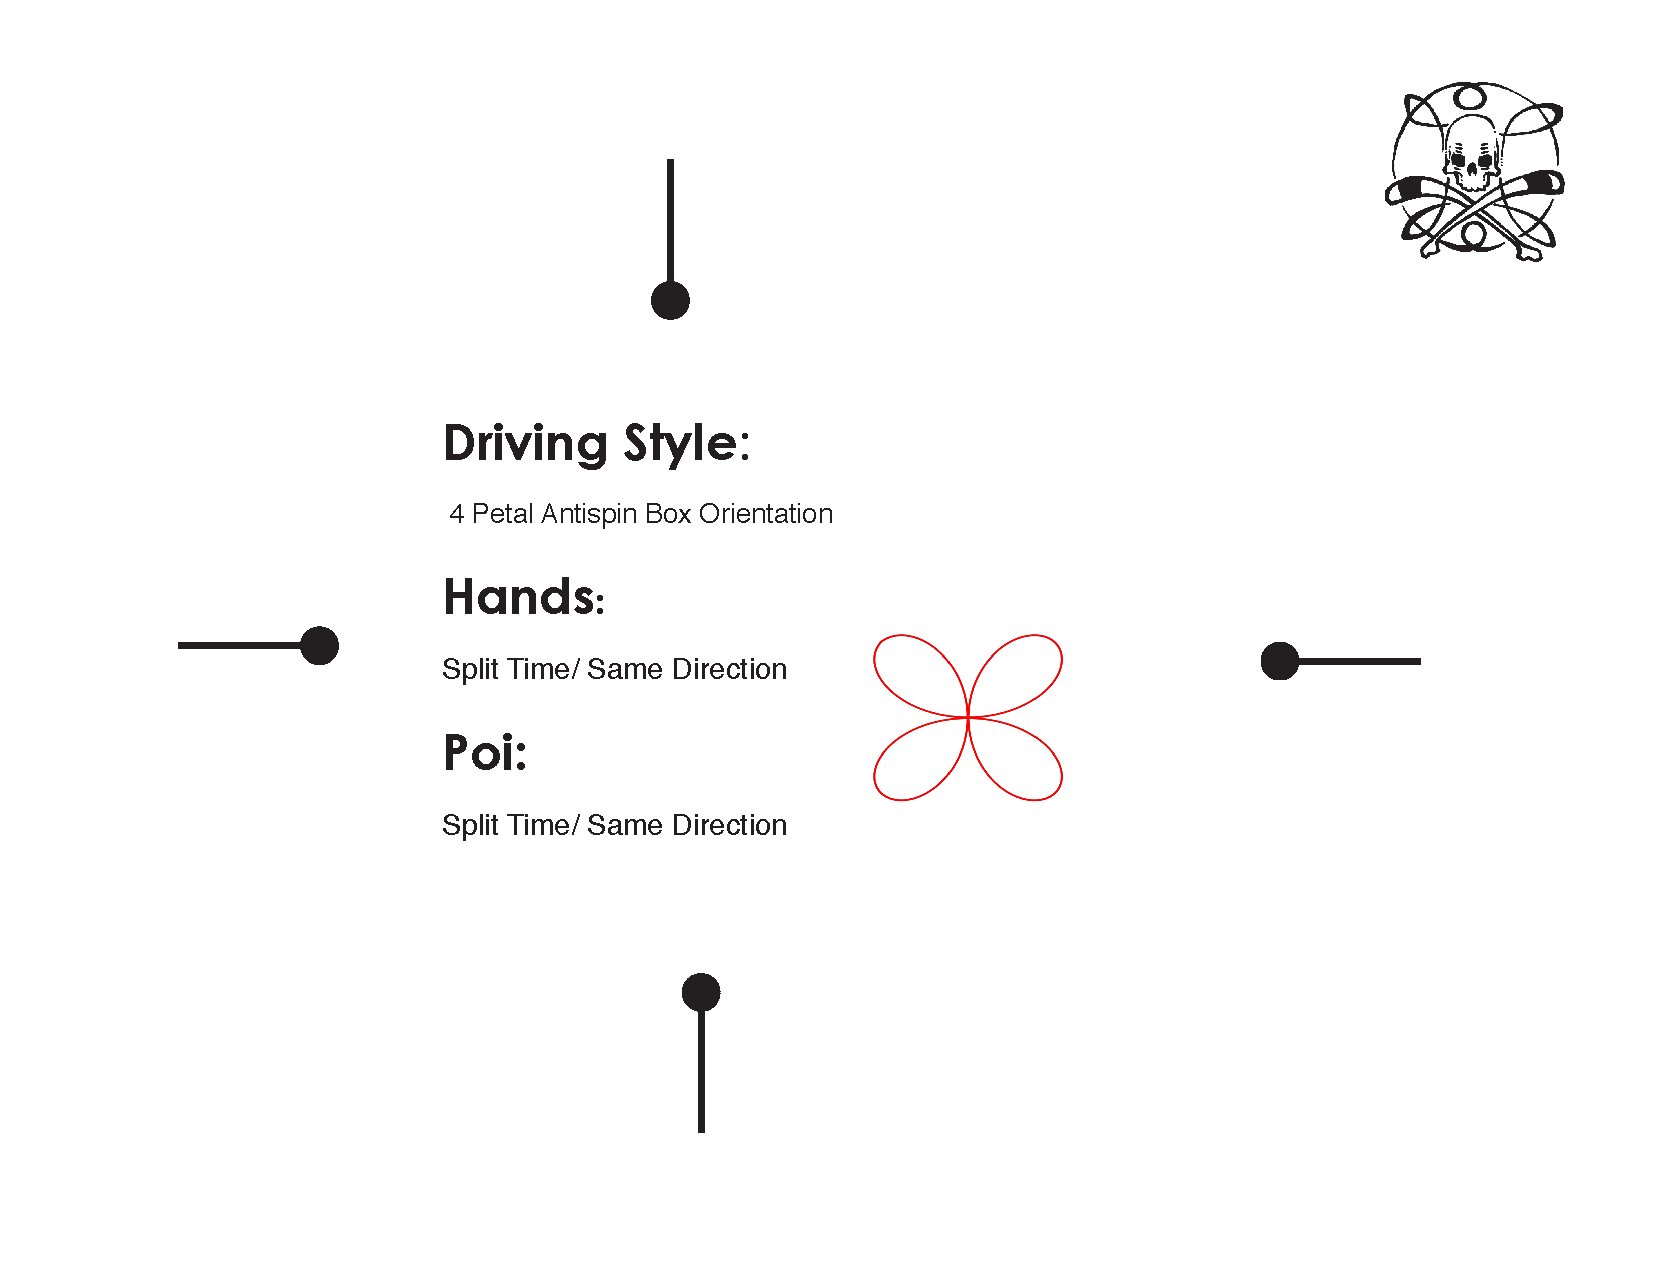 Driving Style:
4 Petal Antispin Box Orientation
Hands:
Split Time/ Same Direction
Poi:
Split Time/ Same Direction